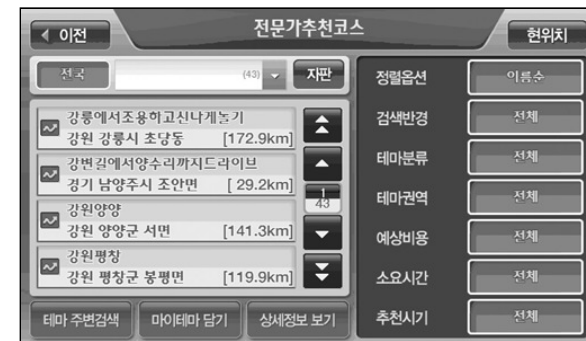 이전
전문가추천코스
현위치
전국
(43)
자판
강릉에서조용하고신나게놀기
강원 강릉시 초당동 [172.9km]
강변길에서양수리까지드라이브
경기 남양주시 조안면 [ 29.2km]
강원양양
강원 양양군 서면 [141.3km]
강원평창
강원 평창군 봉평면 [119.9km]
1
43
테마 주변검색
마이테마 담기
상세정보 보기
정렬옵션 이름순
검색반경 전체
테마분류 전체
테마권역 전체
예상비용 전체
소요시간 전체
추천시기 전체